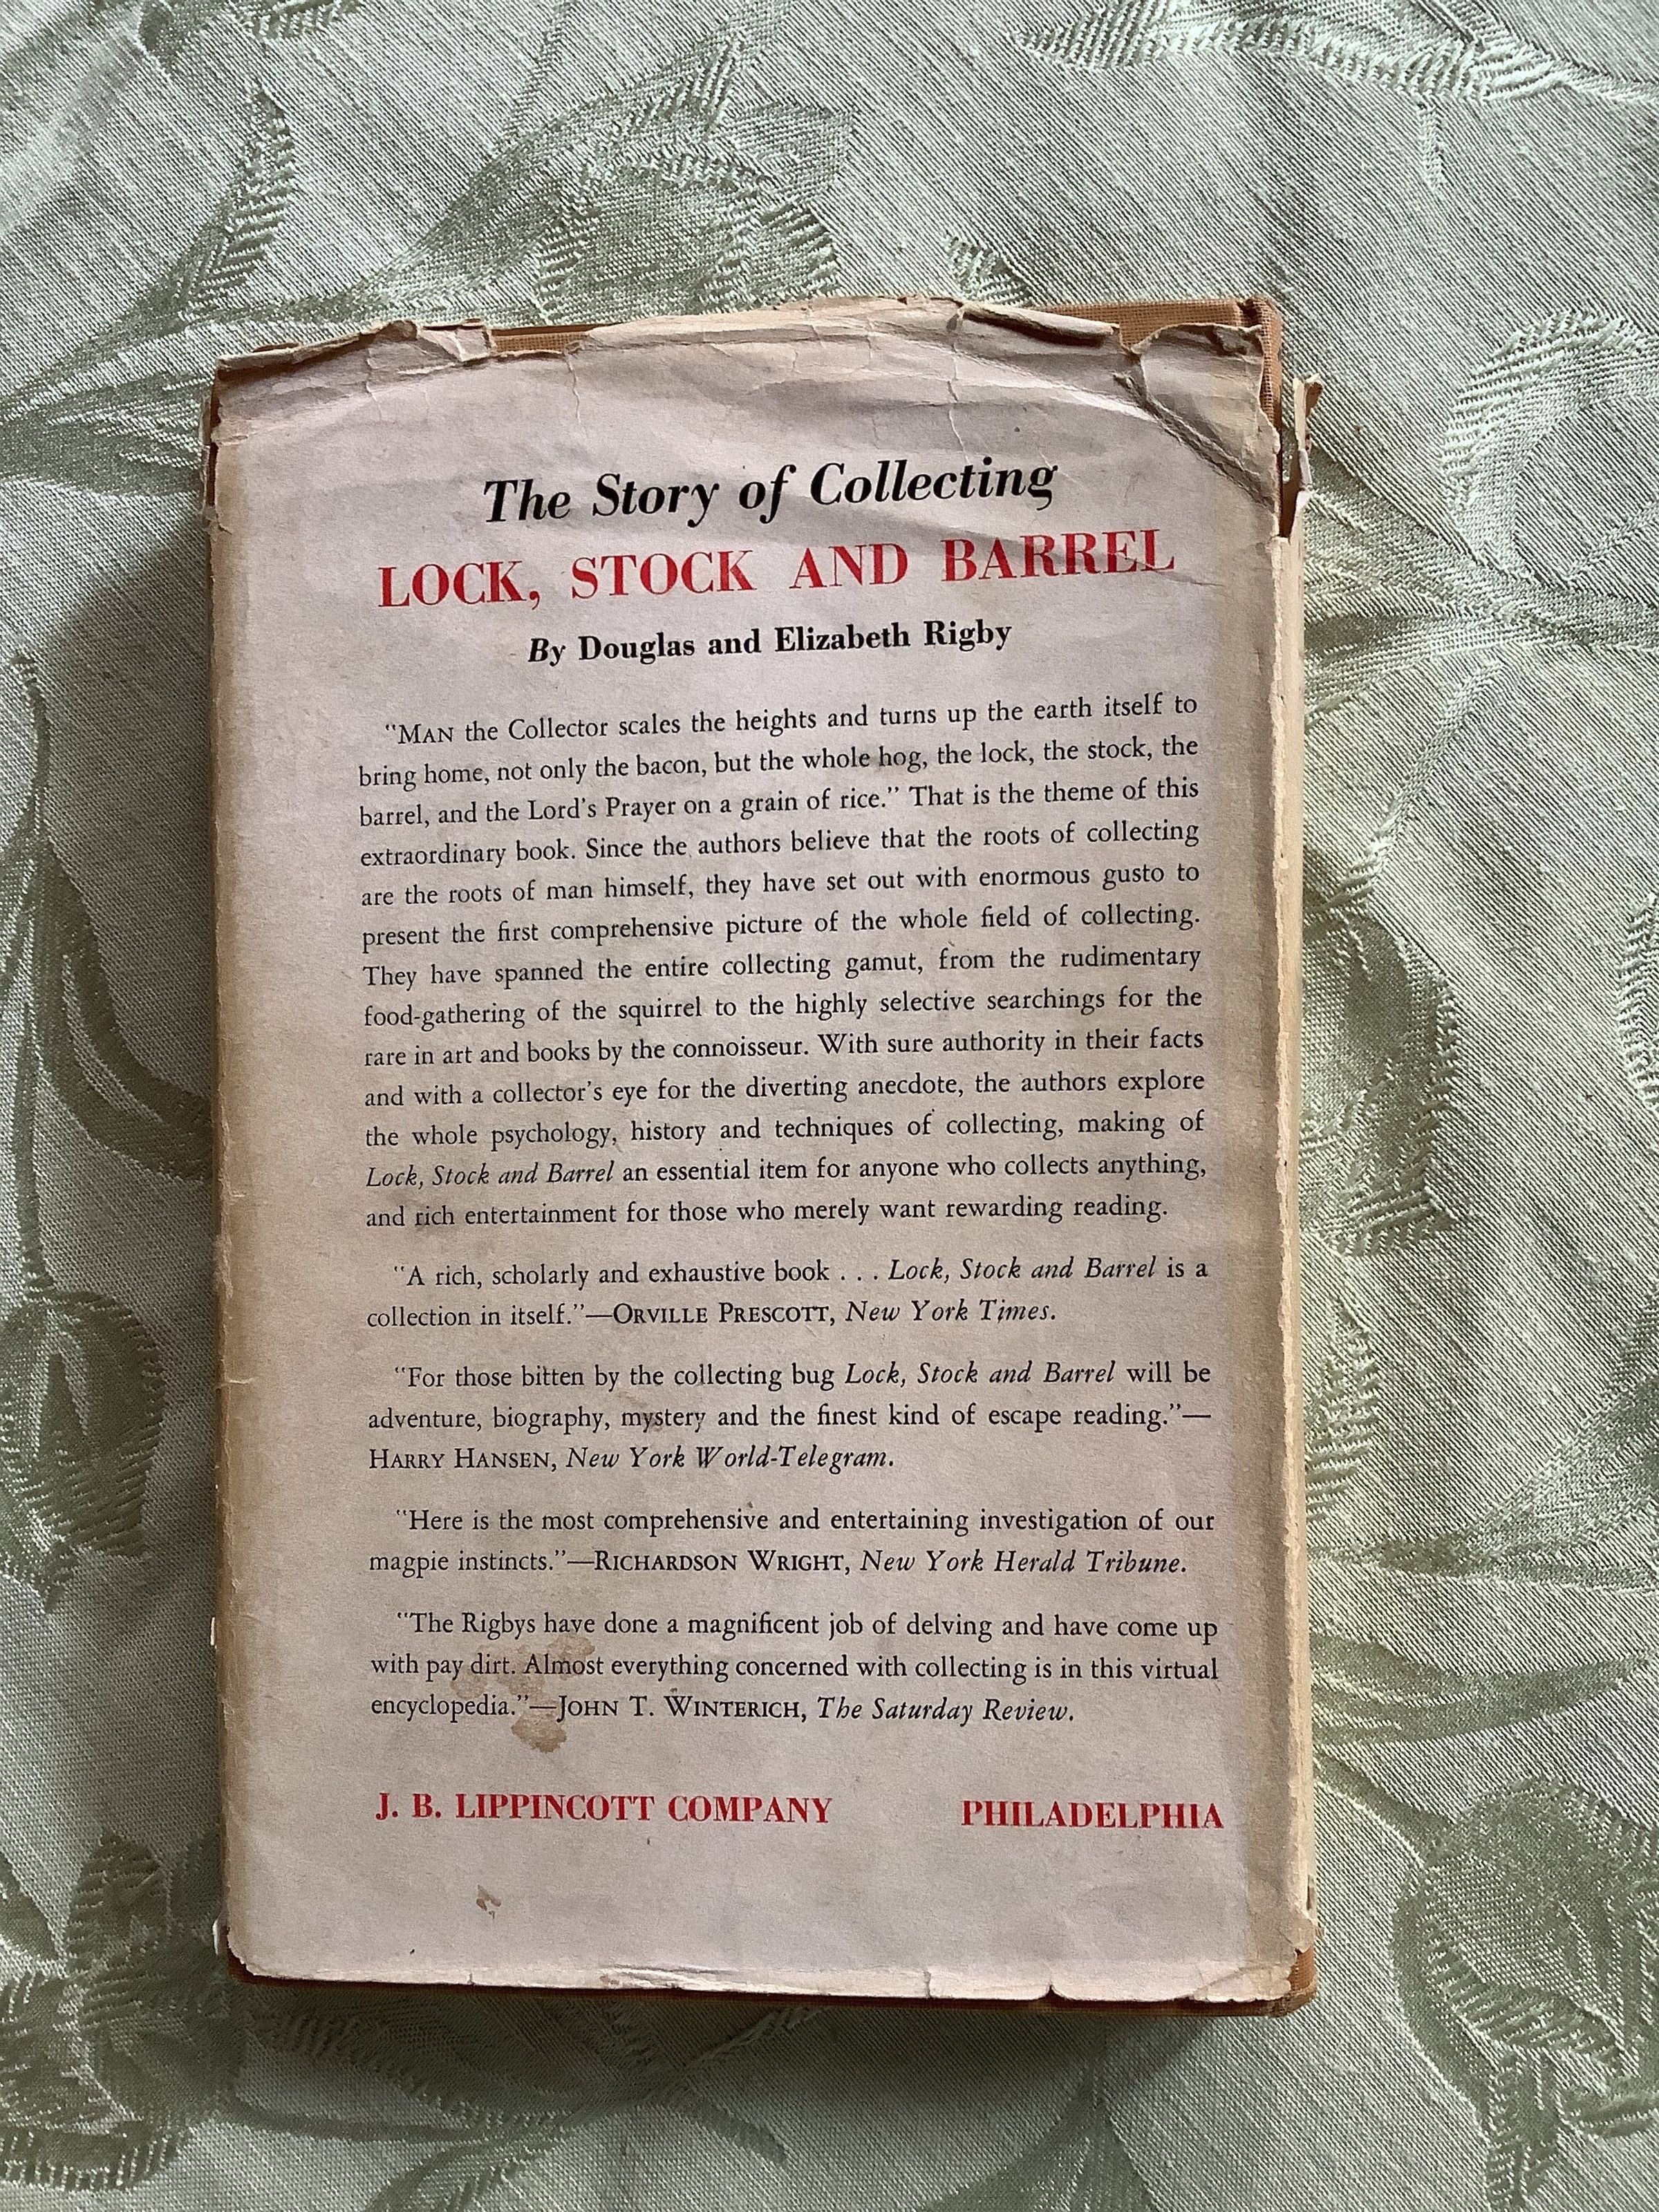 The Story of Collecting
LOCK, STOCK AND BARREL
By Douglas and Elizabeth Rigby
"MAN the Collector scales the heights and turns up the earth itself to
bring home, not only the bacon, but the whole hog, the lock, the stock, the
barrel, and the Lord's Prayer on a grain of rice." That is the theme of this
extraordinary book. Since the authors believe that the roots of collecting
are the roots of man himself, they have set out with enormous gusto to
present the first comprehensive picture of the whole field of collecting.
They have spanned the entire collecting gamut, from the rudimentary
food-gathering of the squirrel to the highly selective searchings for the
rare in art and books by the connoisseur. With sure authority in their facts
and with a collector's eye for the diverting anecdote, the authors explore
the whole psychology, history and techniques of collecting, making of
Lock, Stock and Barrel an essential item for anyone who collects anything,
and rich entertainment for those who merely want rewarding reading.
"A rich, scholarly and exhaustive book . . . Lock, Stock and Barrel is a
collection in itself."—ORVILLE PRESCOTT, New York Times.
"For those bitten by the collecting bug Lock, Stock and Barrel will be
adventure, biography, mystery and the finest kind of escape reading."—
HARRY HANSEN, New York World-Telegram.
"Here is the most comprehensive and entertaining investigation of our
magpie instincts."—RICHARDSON WRIGHT, New York Herald Tribune.
"The Rigbys have done a magnificent job of delving and have come up
with pay dirt. Almost everything concerned with collecting is in this virtual
encyclopedia."—JOHN T. WINTERICH, The Saturday Review.
J. B. LIPPINCOTT COMPANY PHILADELPHIA